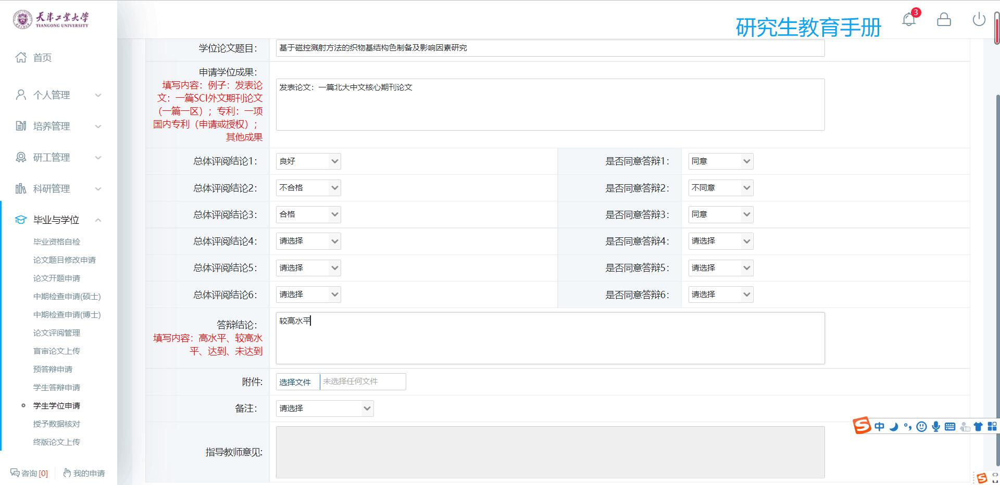 天津工業大学
TIANGONG UNIVERSITY
研究生教育手册
3
首页
个人管理
培养管理
研工管理
科研管理
毕业与学位
毕业资格自检
论文题目修改申请
论文开题申请
中期检查申请(硕士)
中期检查申请(博士)
论文评阅管理
盲审论文上传
预答辩申请
学生答辩申请
学生学位申请
授予数据核对
终版论文上传
咨询 [0] 我的申请
学位论文题目： 基于磁控溅射方法的织物基结构色制备及影响因素研究
申请学位成果：
填写内容：例子：发表论
文：一篇SCI外文期刊论文
（一篇一区）；专利：一项
国内专利（申请或授权）；
其他成果
发表论文：一篇北大中文核心期刊论文
总体评阅结论1： 良好 是否同意答辩1： 同意
总体评阅结论2： 不合格 是否同意答辩2： 不同意
总体评阅结论3： 合格 是否同意答辩3： 同意
总体评阅结论4： 请选择 是否同意答辩4： 请选择
总体评阅结论5： 请选择 是否同意答辩5： 请选择
总体评阅结论6： 请选择 是否同意答辩6： 请选择
答辩结论：
填写内容：高水平、较高水
平、达到、未达到
较高水平
附件: 选择文件 未选择任何文件
备注： 请选择
指导教师意见:
S 中
S